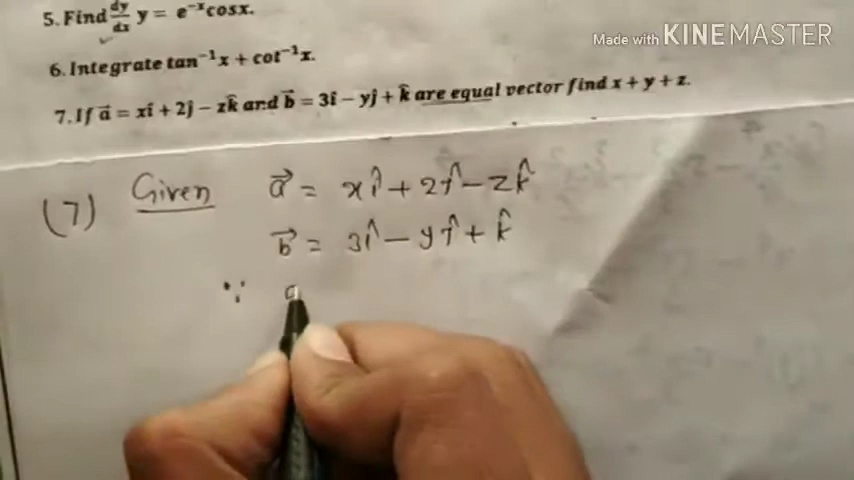 5. Find dy/dx y = e⁻ˣcosx.
Made with KINEMASTER
6. Integrate tan⁻¹x + cot⁻¹x.
7. If a⃗ = xî + 2ĵ − zk̂ and b⃗ = 3î − yĵ + k̂ are equal vector find x + y + z.
(7) Given a⃗ = xî + 2ĵ − zk̂
b⃗ = 3î − yĵ + k̂
∵ a